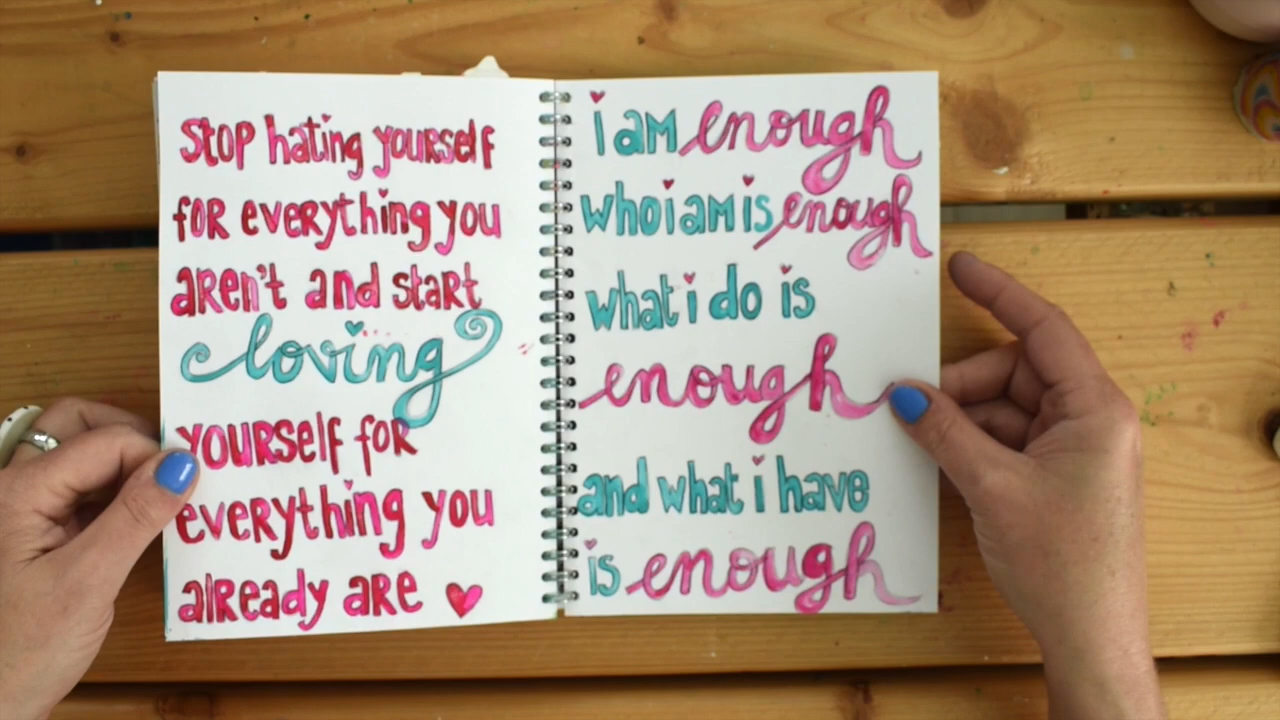 Stop hating yourself
for everything you
aren't and start
loving
yourself for
everything you
already are
i am enough
who i am is enough
what i do is
enough
and what i have
is enough